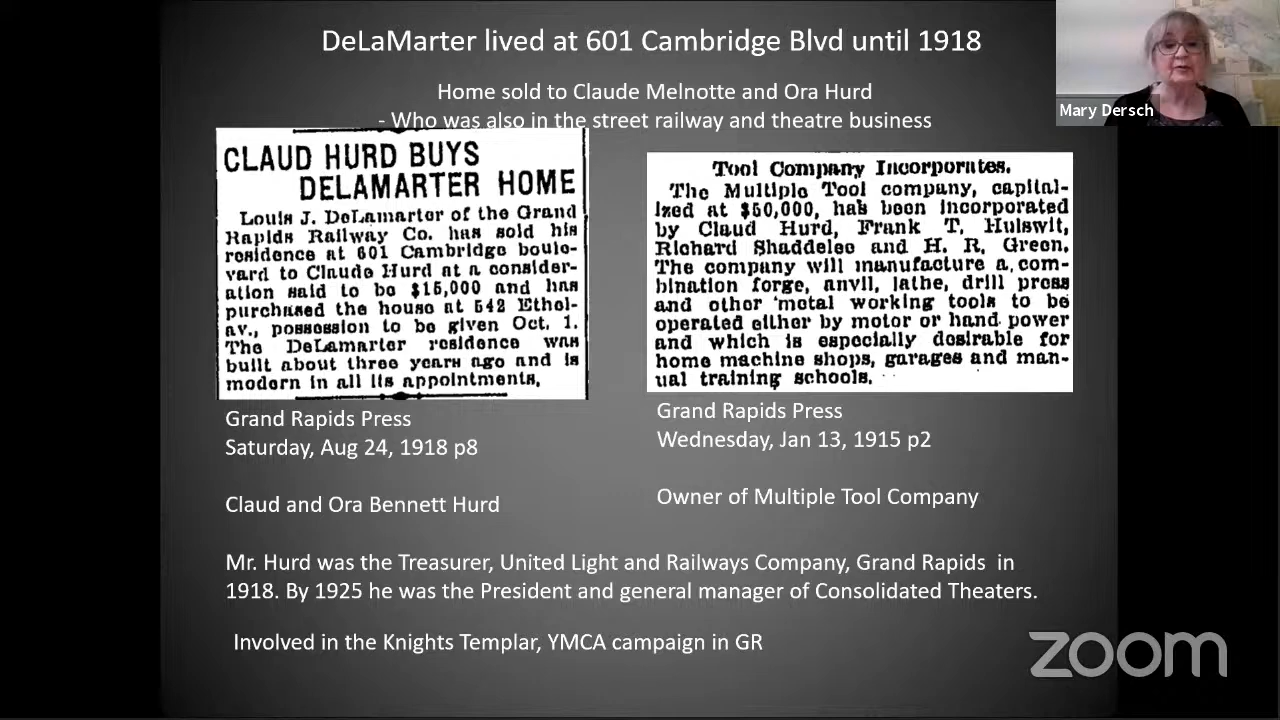 DeLaMarter lived at 601 Cambridge Blvd until 1918
Home sold to Claude Melnotte and Ora Hurd
- Who was also in the street railway and theatre business
Mary Dersch
CLAUD HURD BUYS
DELAMARTER HOME
Louis J. DeLamarter of the Grand
Rapids Railway Co. has sold his
residence at 601 Cambridge boule-
vard to Claude Hurd at a consider-
ation said to be $15,000 and has
purchased the house at 542 Ethel-
av., possession to be given Oct. 1.
The DeLamarter residence was
built about three years ago and is
modern in all its appointments.
Grand Rapids Press
Saturday, Aug 24, 1918 p8
Claud and Ora Bennett Hurd
Tool Company Incorporates.
The Multiple Tool company, capital-
ized at $50,000, has been incorporated
by Claud Hurd, Frank T. Hulswit,
Richard Shaddelee and H. R. Green.
The company will manufacture a com-
bination forge, anvil, lathe, drill press
and other metal working tools to be
operated either by motor or hand power
and which is especially desirable for
home machine shops, garages and man-
ual training schools.
Grand Rapids Press
Wednesday, Jan 13, 1915 p2
Owner of Multiple Tool Company
Mr. Hurd was the Treasurer, United Light and Railways Company, Grand Rapids in
1918. By 1925 he was the President and general manager of Consolidated Theaters.
Involved in the Knights Templar, YMCA campaign in GR
zoom